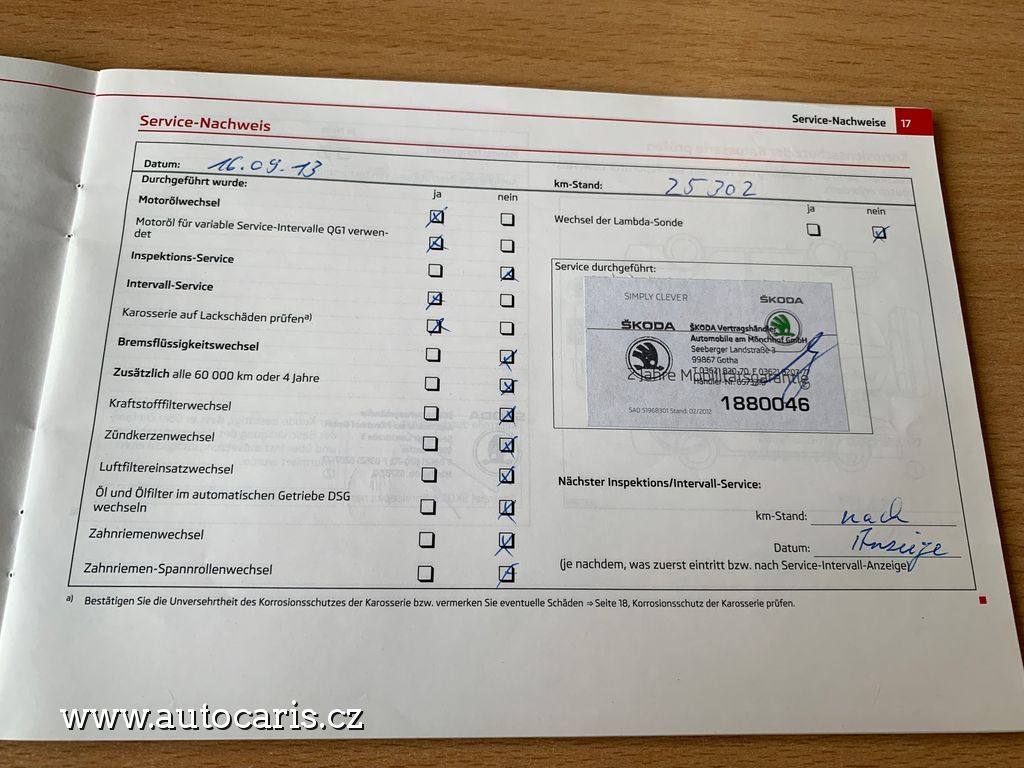 Service-Nachweise 17
Service-Nachweis
Datum: 16.09.13
km-Stand: 25302
Durchgeführt wurde:
ja nein
Motorölwechsel
Motoröl für variable Service-Intervalle QG1 verwen-
det
Inspektions-Service
Intervall-Service
Karosserie auf Lackschäden prüfen a)
Bremsflüssigkeitswechsel
Zusätzlich alle 60 000 km oder 4 Jahre
Kraftstofffilterwechsel
Zündkerzenwechsel
Luftfiltereinsatzwechsel
Öl und Ölfilter im automatischen Getriebe DSG
wechseln
Zahnriemenwechsel
Zahnriemen-Spannrollenwechsel
ja nein
Wechsel der Lambda-Sonde
Service durchgeführt:
SIMPLY CLEVER
ŠKODA
ŠKODA
ŠKODA Vertragshändler
Automobile am Mönchhof GmbH
Seeberger Landstraße 3
99867 Gotha
2 Jahre Mobilitätsgarantie
SAD 51968301 Stand: 02/2012
1880046
Nächster Inspektions/Intervall-Service:
km-Stand: nach
Datum: Anzeige
(je nachdem, was zuerst eintritt bzw. nach Service-Intervall-Anzeige)
a) Bestätigen Sie die Unversehrtheit des Korrosionsschutzes der Karosserie bzw. vermerken Sie eventuelle Schäden ⇒ Seite 18, Korrosionsschutz der Karosserie prüfen.
www.autocaris.cz